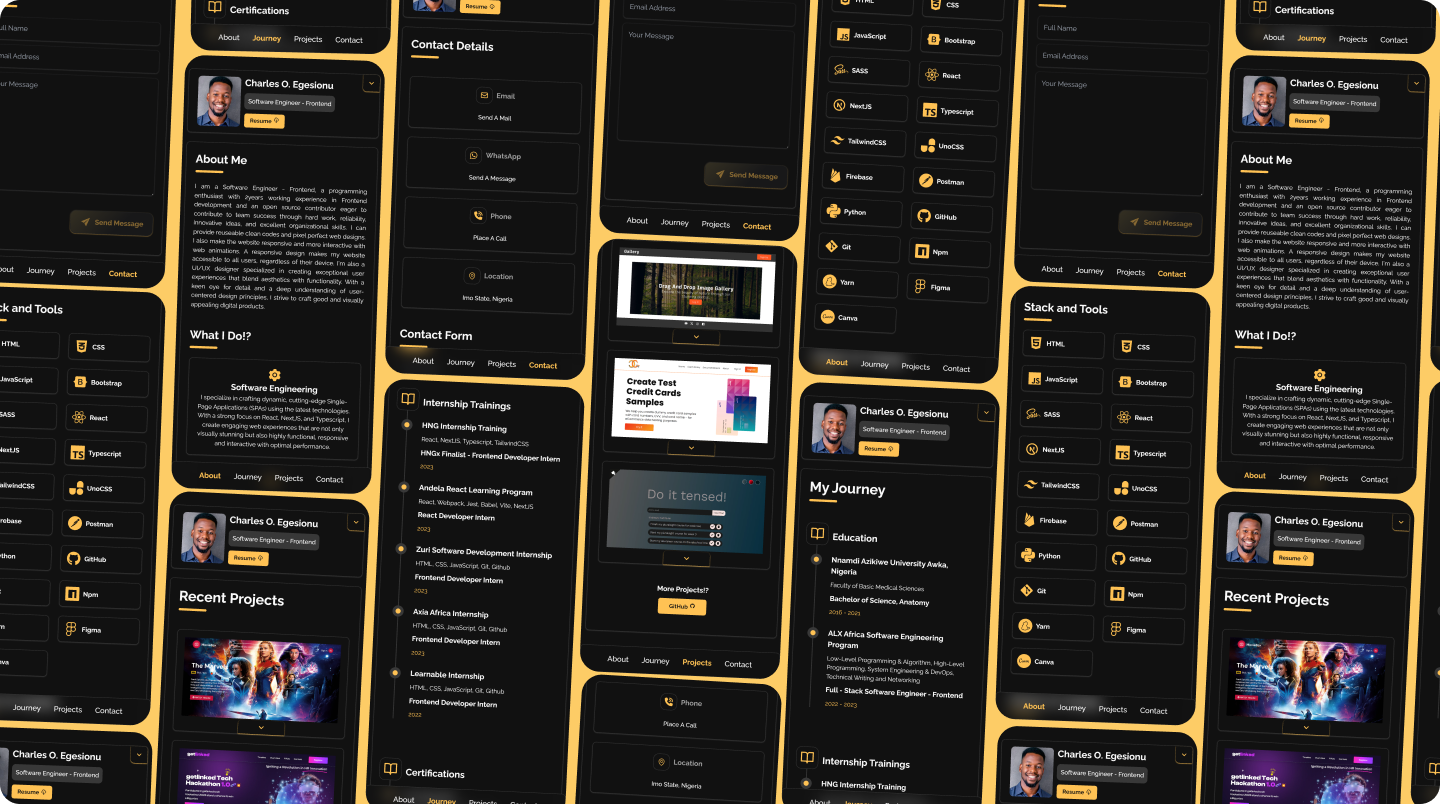 Full Name
Email Address
Your Message
Send Message
About
Journey
Projects
Contact
Stack and Tools
HTML
CSS
JavaScript
Bootstrap
SASS
React
NextJS
Typescript
TailwindCSS
UnoCSS
Firebase
Postman
Python
GitHub
Git
Npm
Yarn
Figma
Canva
Journey
Projects
Contact
Charles O. Egesionu
Software Engineer - Frontend
Resume
Certifications
About
Journey
Projects
Contact
Charles O. Egesionu
Software Engineer - Frontend
Resume
About Me
I am a Software Engineer - Frontend, a programming
enthusiast with 2years working experience in Frontend
development and an open source contributor eager to
contribute to team success through hard work, reliability,
innovative ideas, and excellent organizational skills. I can
provide reuseable clean codes and pixel perfect web designs.
I also make the website responsive and more interactive with
web animations. A responsive design makes my website
accessible to all users, regardless of their device. I'm also a
UI/UX designer specialized in creating exceptional user
experiences that blend aesthetics with functionality. With a
keen eye for detail and a deep understanding of user-
centered design principles, I strive to craft good and visually
appealing digital products.
What I Do!?
Software Engineering
I specialize in crafting dynamic, cutting-edge Single-
Page Applications (SPAs) using the latest technologies.
With a strong focus on React, NextJS, and Typescript, I
create engaging web experiences that are not only
visually stunning but also highly functional, responsive
and interactive with optimal performance.
About
Journey
Projects
Contact
Charles O. Egesionu
Software Engineer - Frontend
Resume
Recent Projects
The Marvels
getlinked
getlinked Tech
Hackathon 1.0
Resume
Contact Details
Email
Send A Mail
WhatsApp
Send A Message
Phone
Place A Call
Location
Imo State, Nigeria
Contact Form
About
Journey
Projects
Contact
Internship Trainings
HNG Internship Training
React, NextJS, Typescript, TailwindCSS
HNGx Finalist - Frontend Developer Intern
2023
Andela React Learning Program
React, Webpack, Jest, Babel, Vite, NextJS
React Developer Intern
2023
Zuri Software Development Internship
HTML, CSS, JavaScript, Git, Github
Frontend Developer Intern
2023
Axia Africa Internship
HTML, CSS, JavaScript, Git, Github
Frontend Developer Intern
2023
Learnable Internship
HTML, CSS, JavaScript, Git, Github
Frontend Developer Intern
2022
Certifications
About
Journey
Projects
Contact
Email Address
Your Message
Send Message
About
Journey
Projects
Contact
Gallery
Drag And Drop Image Gallery
Create Test
Credit Cards
Samples
Do it tensed!
More Projects!?
GitHub
About
Journey
Projects
Contact
Phone
Place A Call
Location
Imo State, Nigeria
HTML
CSS
JavaScript
Bootstrap
SASS
React
NextJS
Typescript
TailwindCSS
UnoCSS
Firebase
Postman
Python
GitHub
Git
Npm
Yarn
Figma
Canva
About
Journey
Projects
Contact
Charles O. Egesionu
Software Engineer - Frontend
Resume
My Journey
Education
Nnamdi Azikiwe University Awka,
Nigeria
Faculty of Basic Medical Sciences
Bachelor of Science, Anatomy
2016 - 2021
ALX Africa Software Engineering
Program
Low-Level Programming & Algorithm, High-Level
Programming, System Engineering & DevOps,
Technical Writing and Networking
Full - Stack Software Engineer - Frontend
2022 - 2023
Internship Trainings
HNG Internship Training
About
Journey
Projects
Contact
Full Name
Email Address
Your Message
Send Message
About
Journey
Projects
Contact
Stack and Tools
HTML
CSS
JavaScript
Bootstrap
SASS
React
NextJS
Typescript
TailwindCSS
UnoCSS
Firebase
Postman
Python
GitHub
Git
Npm
Yarn
Figma
Canva
About
Journey
Projects
Contact
Charles O. Egesionu
Software Engineer - Frontend
Resume
Certifications
About
Journey
Projects
Contact
Charles O. Egesionu
Software Engineer - Frontend
Resume
About Me
I am a Software Engineer - Frontend, a programming
enthusiast with 2years working experience in Frontend
development and an open source contributor eager to
contribute to team success through hard work, reliability,
innovative ideas, and excellent organizational skills. I can
provide reuseable clean codes and pixel perfect web designs.
I also make the website responsive and more interactive with
web animations. A responsive design makes my website
accessible to all users, regardless of their device. I'm also a
UI/UX designer specialized in creating exceptional user
experiences that blend aesthetics with functionality. With a
keen eye for detail and a deep understanding of user-
centered design principles, I strive to craft good and visually
appealing digital products.
What I Do!?
Software Engineering
I specialize in crafting dynamic, cutting-edge Single-
Page Applications (SPAs) using the latest technologies.
With a strong focus on React, NextJS, and Typescript, I
create engaging web experiences that are not only
visually stunning but also highly functional, responsive
and interactive with optimal performance.
About
Journey
Projects
Contact
Charles O. Egesionu
Software Engineer - Frontend
Resume
Recent Projects
The Marvels
getlinked
getlinked Tech
Hackathon 1.0